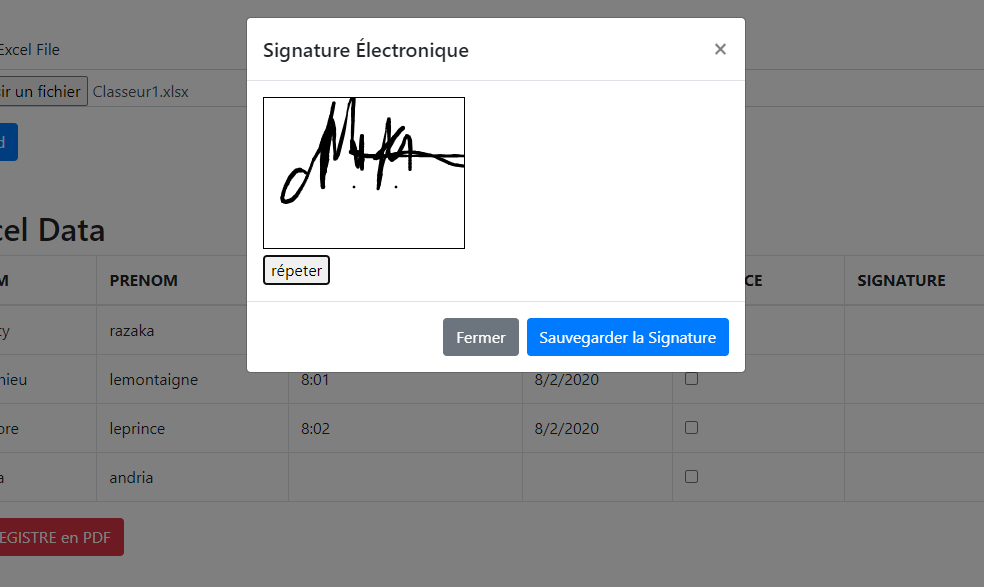 Signature Électronique
×
Excel File
ir un fichier Classeur1.xlsx
d
répeter
cel Data
M PRENOM CE SIGNATURE
Fermer Sauvegarder la Signature
y razaka
hieu lemontaigne 8:01 8/2/2020
ore leprince 8:02 8/2/2020
a andria
EGISTRE en PDF